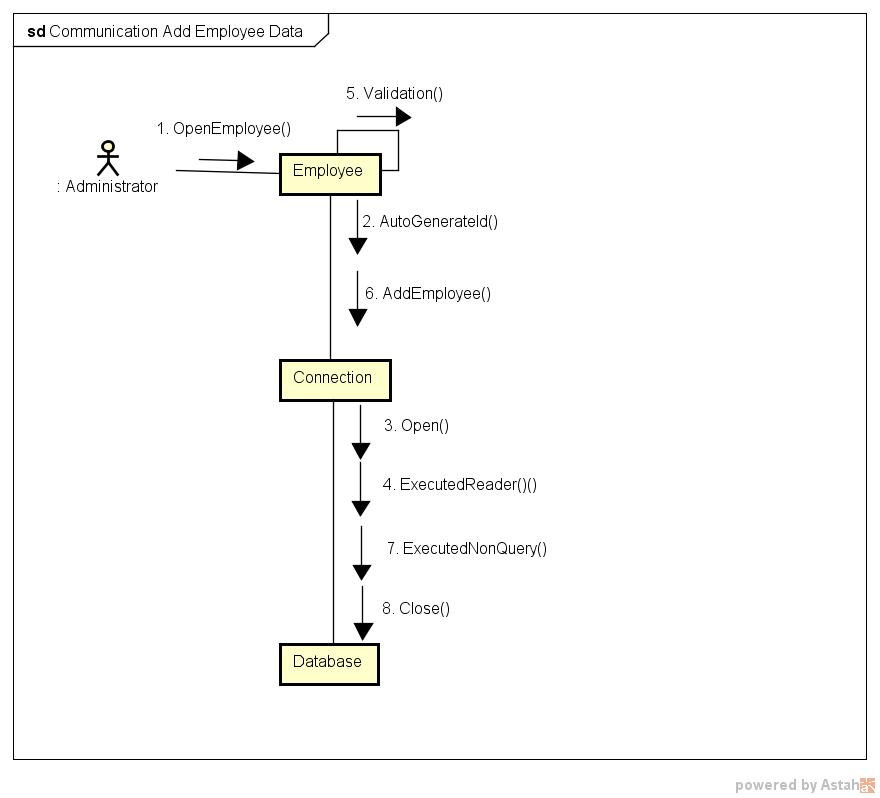 sd Communication Add Employee Data
5. Validation()
1. OpenEmployee()
: Administrator
Employee
2. AutoGenerateId()
6. AddEmployee()
Connection
3. Open()
4. ExecutedReader()()
7. ExecutedNonQuery()
8. Close()
Database
powered by Astah